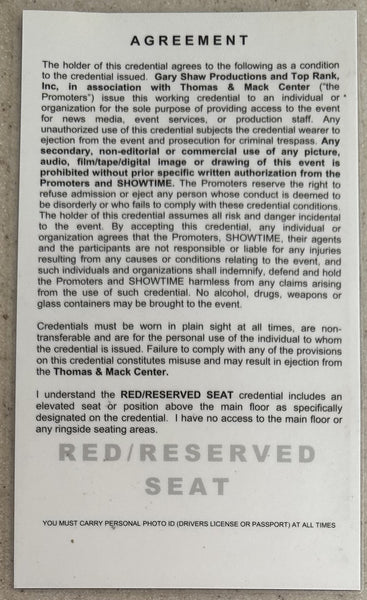 AGREEMENT
The holder of this credential agrees to the following as a condition
to the credential issued. Gary Shaw Productions and Top Rank,
Inc, in association with Thomas & Mack Center ("the
Promoters") issue this working credential to an individual or
organization for the sole purpose of providing access to the event
for news media, event services, or production staff. Any
unauthorized use of this credential subjects the credential wearer to
ejection from the event and prosecution for criminal trespass. Any
secondary, non-editorial or commercial use of any picture,
audio, film/tape/digital image or drawing of this event is
prohibited without prior specific written authorization from the
Promoters and SHOWTIME. The Promoters reserve the right to
refuse admission or eject any person whose conduct is deemed to
be disorderly or who fails to comply with these credential conditions.
The holder of this credential assumes all risk and danger incidental
to the event. By accepting this credential, any individual or
organization agrees that the Promoters, SHOWTIME, their agents
and the participants are not responsible or liable for any injuries
resulting from any causes or conditions relating to the event, and
such individuals and organizations shall indemnify, defend and hold
the Promoters and SHOWTIME harmless from any claims arising
from the use of such credential. No alcohol, drugs, weapons or
glass containers may be brought to the event.
Credentials must be worn in plain sight at all times, are non-
transferable and are for the personal use of the individual to whom
the credential is issued. Failure to comply with any of the provisions
on this credential constitutes misuse and may result in ejection from
the Thomas & Mack Center.
I understand the RED/RESERVED SEAT credential includes an
elevated seat or position above the main floor as specifically
designated on the credential. I have no access to the main floor or
any ringside seating areas.
RED/RESERVED
SEAT
YOU MUST CARRY PERSONAL PHOTO ID (DRIVERS LICENSE OR PASSPORT) AT ALL TIMES